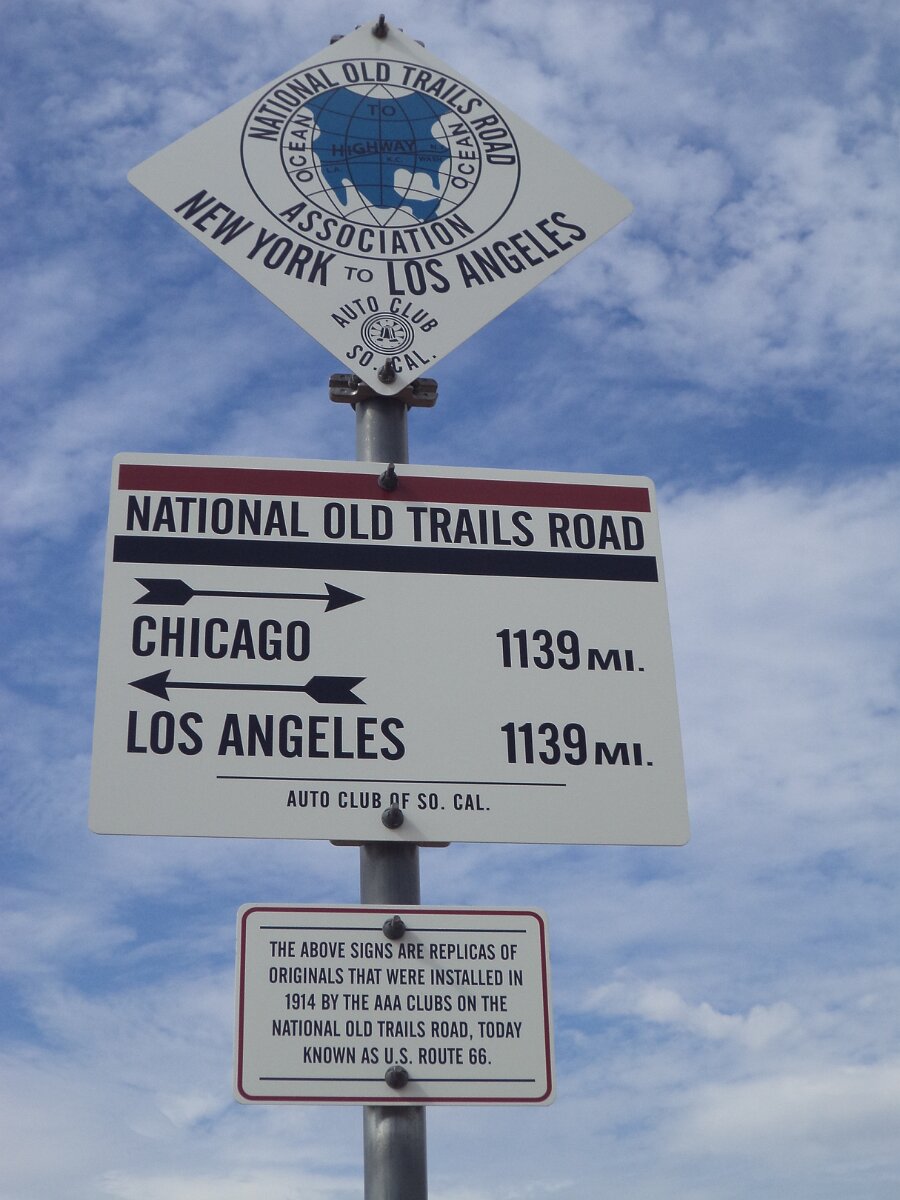 NATIONAL OLD TRAILS ROAD
OCEAN TO OCEAN
HIGHWAY
N.Y.
L.A. K.C. WASH.
ASSOCIATION
NEW YORK TO LOS ANGELES
AUTO CLUB
SO. CAL.
NATIONAL OLD TRAILS ROAD
CHICAGO 1139 MI.
LOS ANGELES 1139 MI.
AUTO CLUB OF SO. CAL.
THE ABOVE SIGNS ARE REPLICAS OF
ORIGINALS THAT WERE INSTALLED IN
1914 BY THE AAA CLUBS ON THE
NATIONAL OLD TRAILS ROAD, TODAY
KNOWN AS U.S. ROUTE 66.